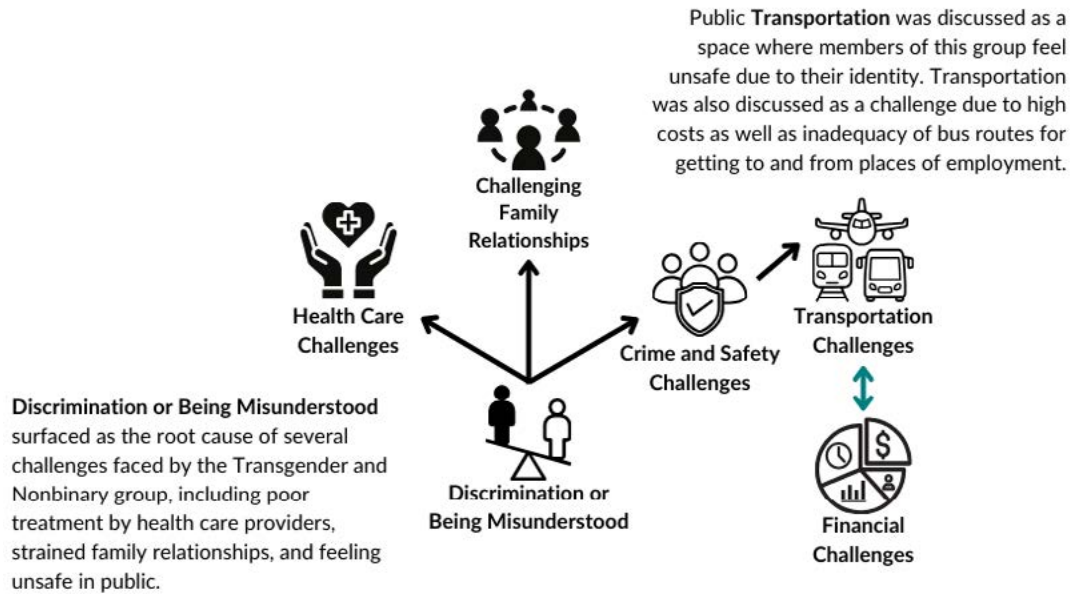 Public Transportation was discussed as a
space where members of this group feel
unsafe due to their identity. Transportation
was also discussed as a challenge due to high
costs as well as inadequacy of bus routes for
getting to and from places of employment.
Challenging
Family
Relationships
Health Care
Challenges
Crime and Safety
Challenges
Transportation
Challenges
Discrimination or Being Misunderstood
surfaced as the root cause of several
challenges faced by the Transgender and
Nonbinary group, including poor
treatment by health care providers,
strained family relationships, and feeling
unsafe in public.
Discrimination or
Being Misunderstood
$
Financial
Challenges